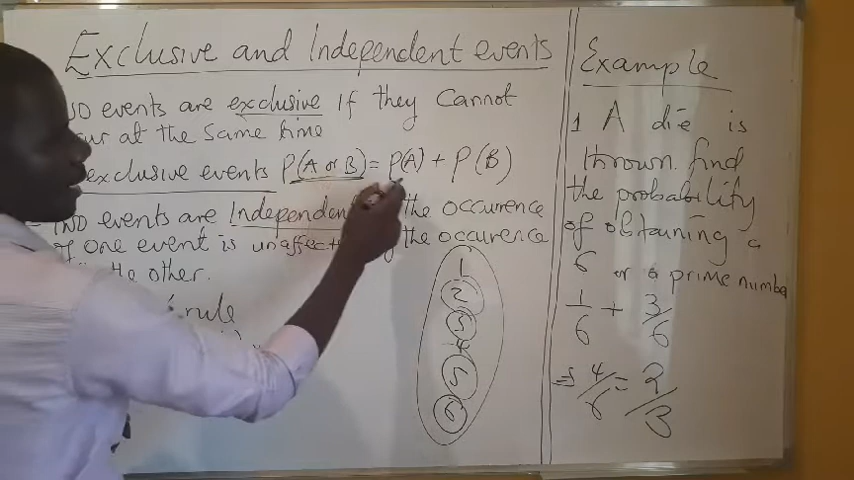 Exclusive and Independent events
events are exclusive if they Cannot
at the same time
exclusive events P(A or B) = P(A) + P(B)
Two events are Independen the occurrence
of one event is unaffec the occurence
the other.
rule
1
2
3
4
5
6
Example
1 A die is
thrown. find
the probability
of obtaining a
6 or a prime number
1/6 + 3/6
⇒ 4/6 = 2/3